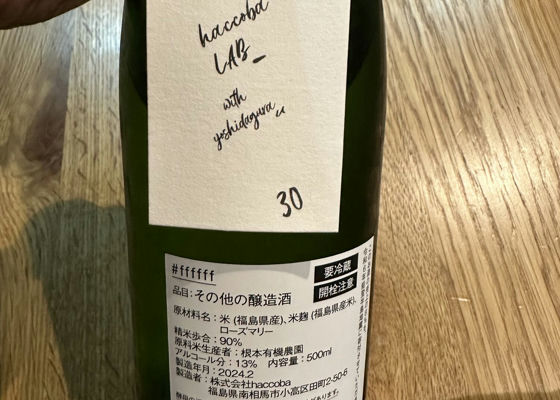 haccoba
LAB_
with
yoshidagura u
30
#ffffff
要冷蔵
開栓注意
品目：その他の醸造酒
原材料名：米 (福島県産)、米麹 (福島県産米)、
ローズマリー
精米歩合：90%
原料米生産者：根本有機農園
アルコール分：13% 内容量：500ml
製造年月：2024.2
製造者：株式会社haccoba
福島県南相馬市小高区田町2-50-6